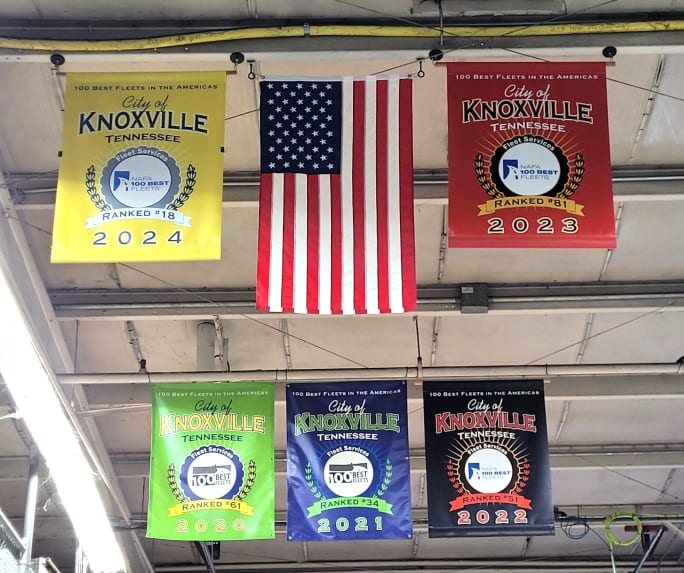 100 BEST FLEETS IN THE AMERICAS
City of
KNOXVILLE
TENNESSEE
Fleet Services
NAFA
100 BEST
FLEETS
RANKED #18
2024
100 BEST FLEETS IN THE AMERICAS
City of
KNOXVILLE
TENNESSEE
Fleet Services
NAFA
100 BEST
FLEETS
RANKED #81
2023
100 BEST FLEETS IN THE AMERICAS
City of
KNOXVILLE
TENNESSEE
Fleet Services
100 BEST
FLEETS
RANKED #61
2020
100 BEST FLEETS IN THE AMERICAS
City of
KNOXVILLE
TENNESSEE
Fleet Services
100 BEST
FLEETS
RANKED #34
2021
100 BEST FLEETS IN THE AMERICAS
City of
KNOXVILLE
TENNESSEE
Fleet Services
NAFA
100 BEST
FLEETS
RANKED #51
2022